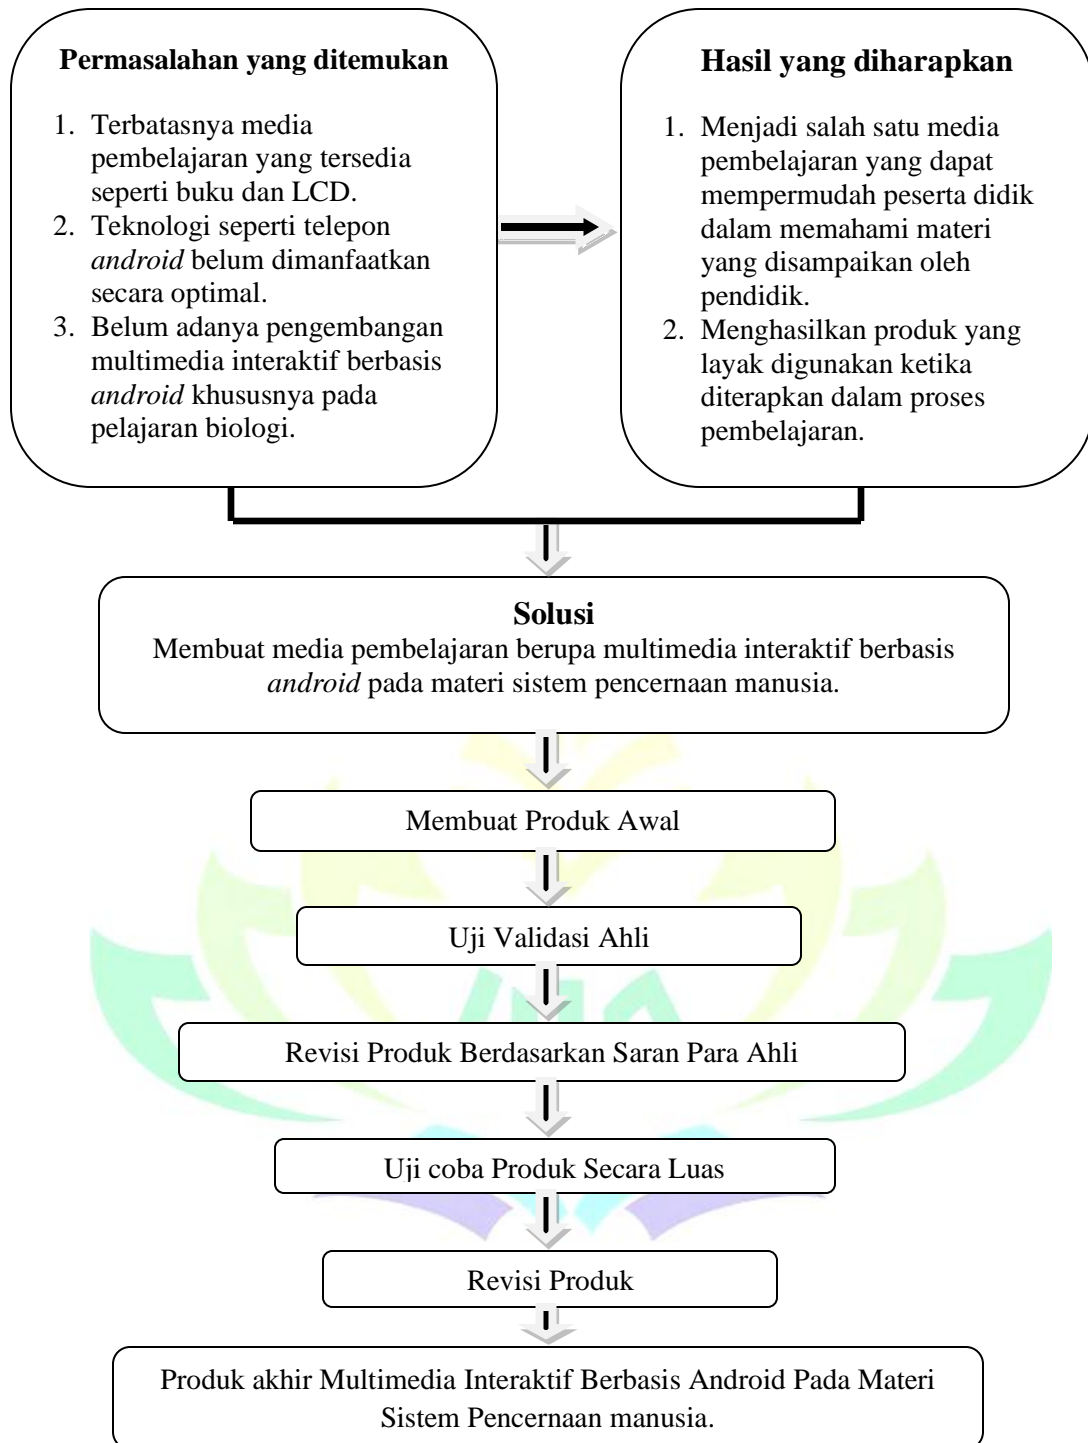 Permasalahan yang ditemukan
1. Terbatasnya media
pembelajaran yang tersedia
seperti buku dan LCD.
2. Teknologi seperti telepon
android belum dimanfaatkan
secara optimal.
3. Belum adanya pengembangan
multimedia interaktif berbasis
android khususnya pada
pelajaran biologi.
Hasil yang diharapkan
1. Menjadi salah satu media
pembelajaran yang dapat
mempermudah peserta didik
dalam memahami materi
yang disampaikan oleh
pendidik.
2. Menghasilkan produk yang
layak digunakan ketika
diterapkan dalam proses
pembelajaran.
Solusi
Membuat media pembelajaran berupa multimedia interaktif berbasis
android pada materi sistem pencernaan manusia.
Membuat Produk Awal
Uji Validasi Ahli
Revisi Produk Berdasarkan Saran Para Ahli
Uji coba Produk Secara Luas
Revisi Produk
Produk akhir Multimedia Interaktif Berbasis Android Pada Materi
Sistem Pencernaan manusia.